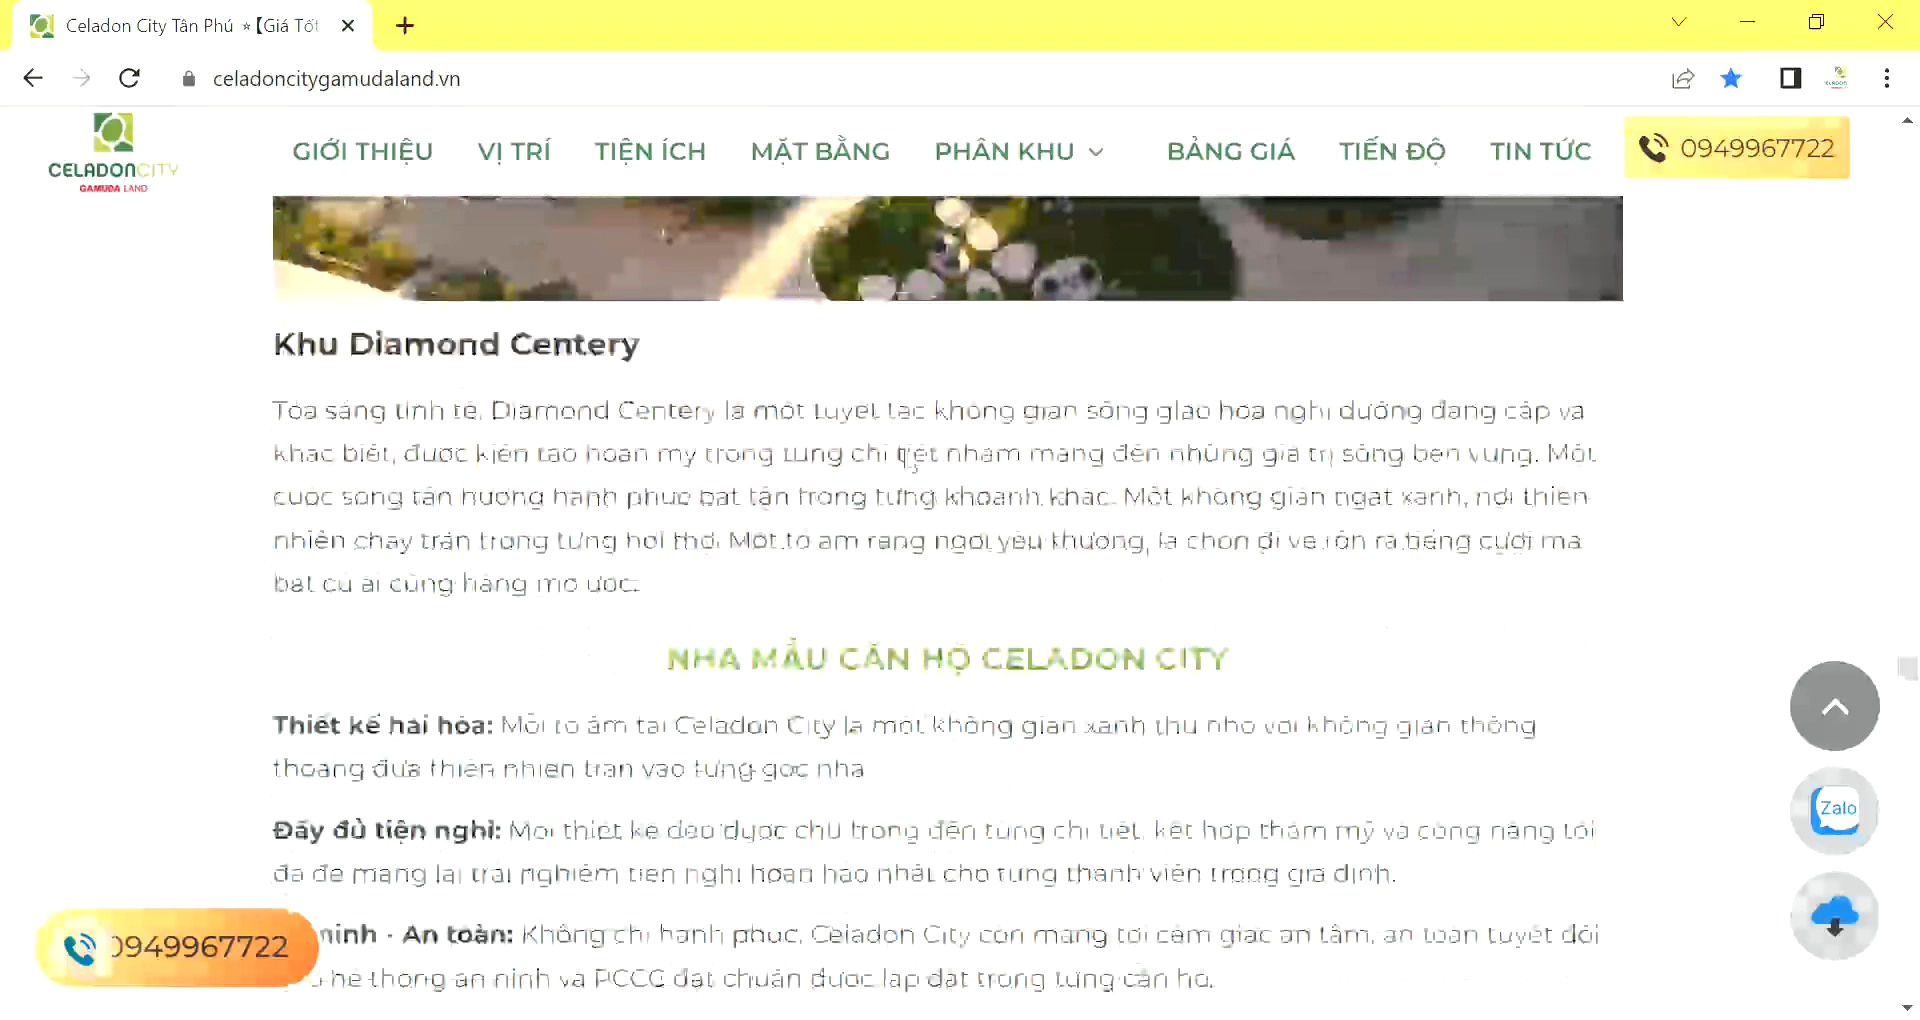 Celadon City Tân Phú ⭐【Giá Tốt
celadoncitygamudaland.vn
CELADONCITY
GAMUDA LAND
GIỚI THIỆU VỊ TRÍ TIỆN ÍCH MẶT BẰNG PHÂN KHU BẢNG GIÁ TIẾN ĐỘ TIN TỨC 0949967722
Khu Diamond Centery
Tỏa sáng tinh tế, Diamond Centery là một tuyệt tác không gian sống giao hòa nghỉ dưỡng đẳng cấp và
khác biệt, được kiến tạo hoàn mỹ trong từng chi tiết nhằm mang đến những giá trị sống bền vững. Một
cuộc sống tận hưởng hạnh phúc bất tận trong từng khoảnh khắc. Một không gian ngát xanh, nơi thiên
nhiên chảy tràn trong từng hơi thở. Một tổ ấm rạng ngời yêu thương, là chốn đi về rộn rã tiếng cười mà
bất cứ ai cũng hằng mơ ước.
NHÀ MẪU CĂN HỘ CELADON CITY
Thiết kế hài hòa: Mỗi tổ ấm tại Celadon City là một không gian xanh thu nhỏ với không gian thông
thoáng đưa thiên nhiên tràn vào từng góc nhà
Đầy đủ tiện nghi: Mọi thiết kế đều được chú trọng đến từng chi tiết, kết hợp thẩm mỹ và công năng tối
đa để mang lại trải nghiệm tiện nghi hoàn hảo nhất cho từng thành viên trong gia đình.
ninh - An toàn: Không chỉ hạnh phúc, Celadon City còn mang tới cảm giác an tâm, an toàn tuyệt đối
hệ thống an ninh và PCCC đạt chuẩn được lắp đặt trong từng căn hộ.
0949967722
Zalo